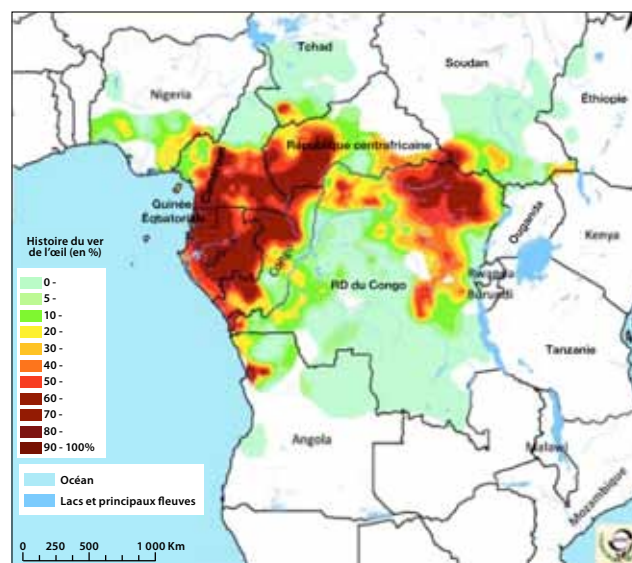 Tchad
Soudan
Nigeria
Éthiopie
République centrafricaine
Guinée
Équatoriale
Ouganda
Kenya
Congo
RD du Congo
Rwanda
Burundi
Tanzanie
Angola
Malawi
Mozambique
Histoire du ver
de l’œil (en %)
0 -
5 -
10 -
20 -
30 -
40 -
50 -
60 -
70 -
80 -
90 - 100%
Océan
Lacs et principaux fleuves
0 250 500 1 000 Km